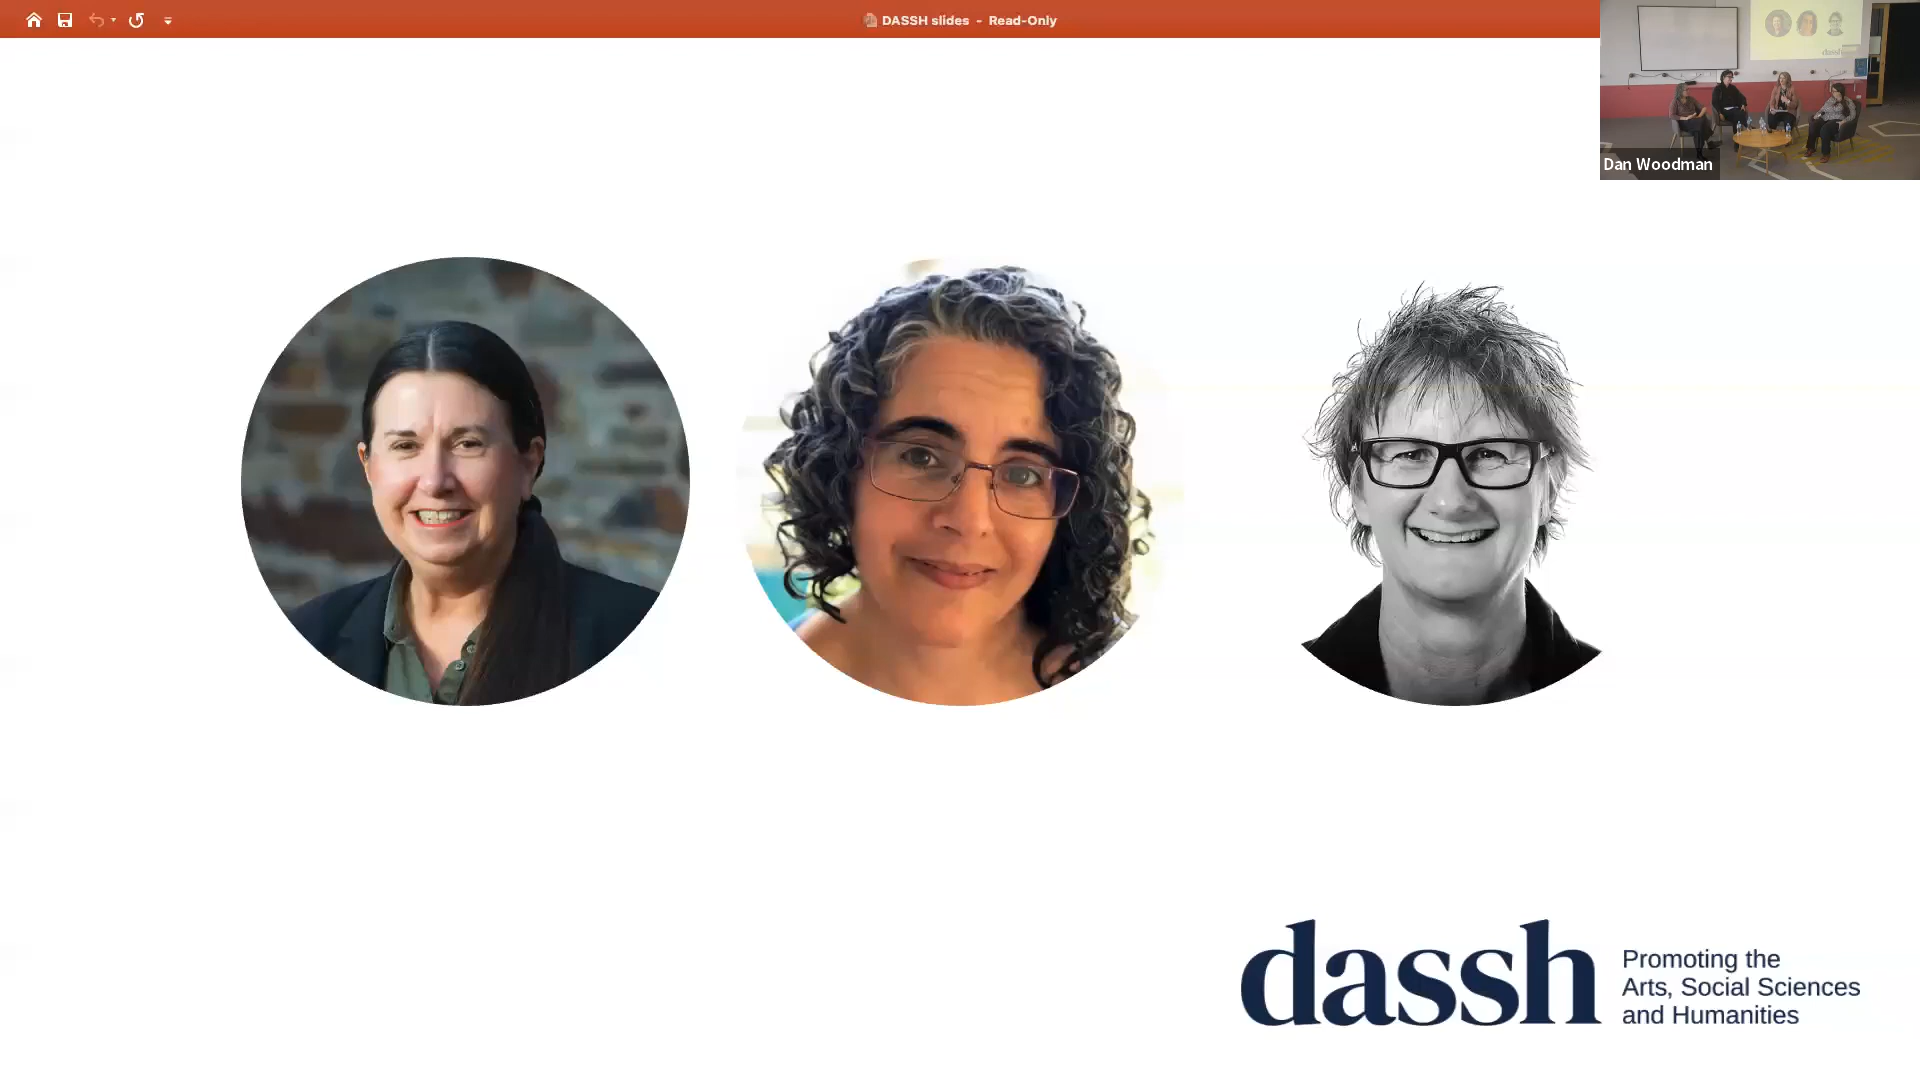 DASSH slides - Read-Only
Dan Woodman
dassh
Promoting the
Arts, Social Sciences
and Humanities